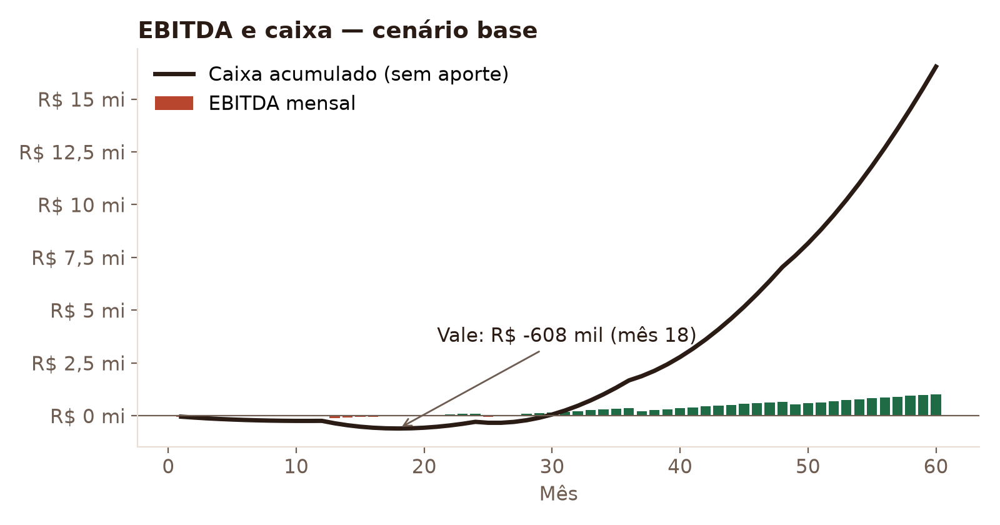 EBITDA e caixa — cenário base
Caixa acumulado (sem aporte)
EBITDA mensal
R$ 15 mi
R$ 12,5 mi
R$ 10 mi
R$ 7,5 mi
R$ 5 mi
R$ 2,5 mi
R$ 0 mi
Vale: R$ -608 mil (mês 18)
0 10 20 30 40 50 60
Mês